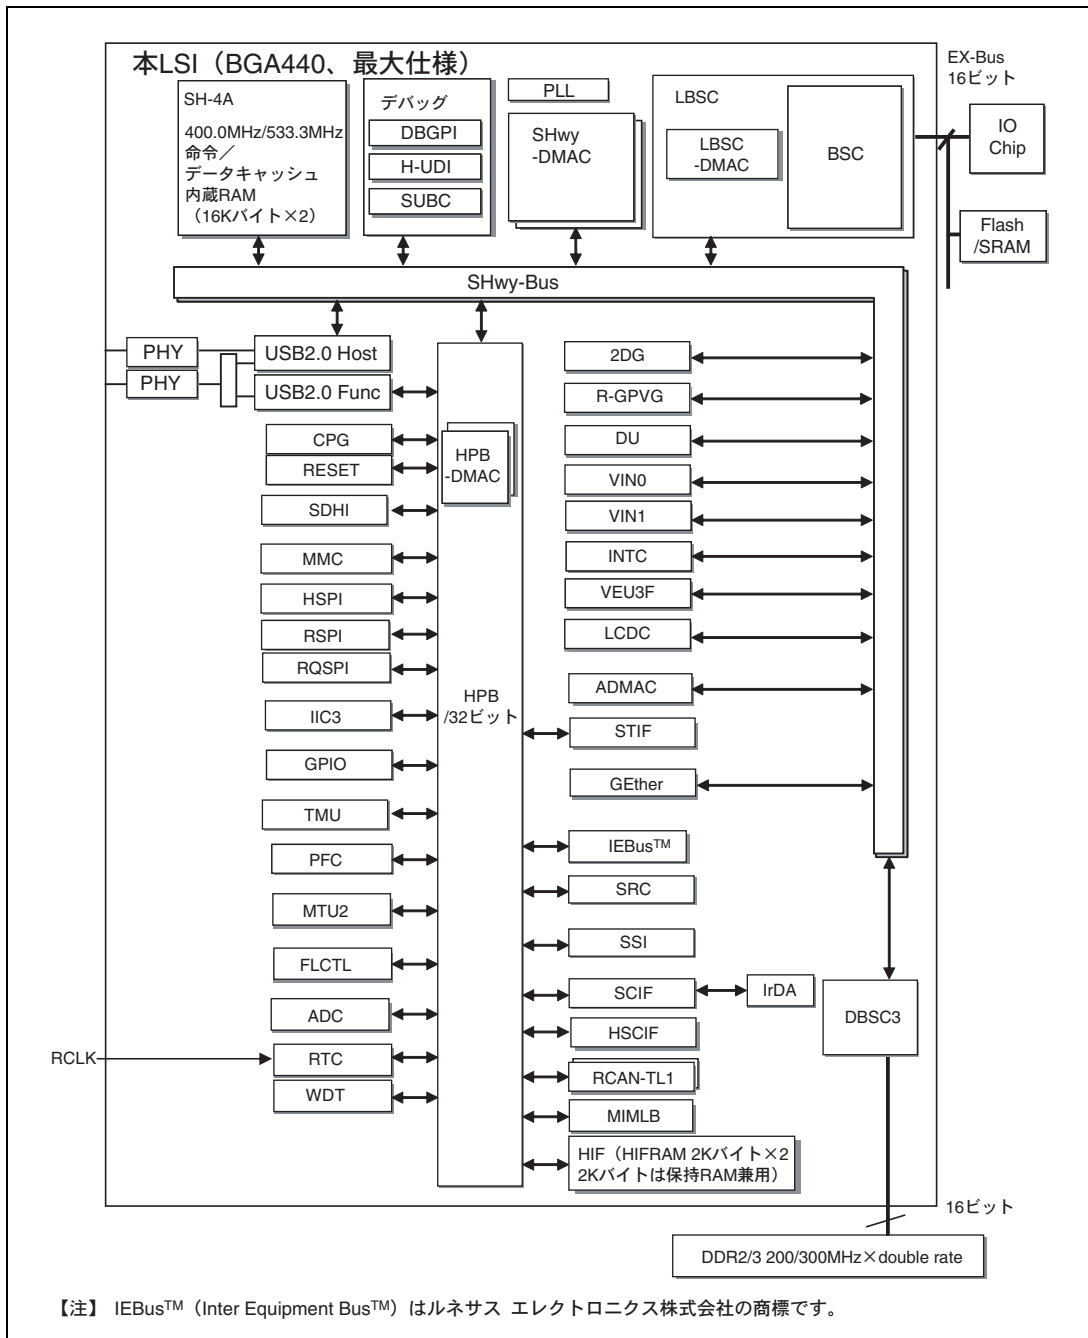 本LSI（BGA440、最大仕様）
EX-Bus
16ビット
SH-4A
400.0MHz/533.3MHz
命令／
データキャッシュ
内蔵RAM
（16Kバイト×2）
デバッグ
DBGPI
H-UDI
SUBC
PLL
SHwy
-DMAC
LBSC
LBSC
-DMAC
BSC
IO
Chip
Flash
/SRAM
SHwy-Bus
PHY
USB2.0 Host
PHY
USB2.0 Func
CPG
RESET
SDHI
MMC
HSPI
RSPI
RQSPI
IIC3
GPIO
TMU
PFC
MTU2
FLCTL
ADC
RCLK
RTC
WDT
HPB
-DMAC
HPB
/32ビット
2DG
R-GPVG
DU
VIN0
VIN1
INTC
VEU3F
LCDC
ADMAC
STIF
GEther
IEBusTM
SRC
SSI
SCIF
IrDA
HSCIF
RCAN-TL1
MIMLB
HIF（HIFRAM 2Kバイト×2
2Kバイトは保持RAM兼用）
DBSC3
16ビット
DDR2/3 200/300MHz×double rate
【注】 IEBusTM（Inter Equipment BusTM）はルネサス エレクトロニクス株式会社の商標です。